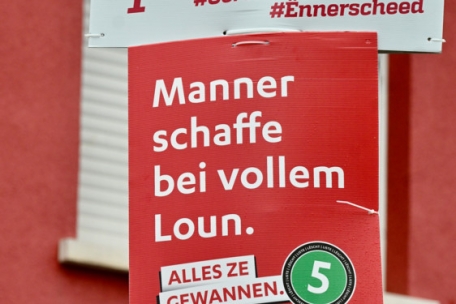 #Ënnerscheed
Manner
schaffe
bei vollem
Loun.
ALLES ZE
GEWANNEN.
5